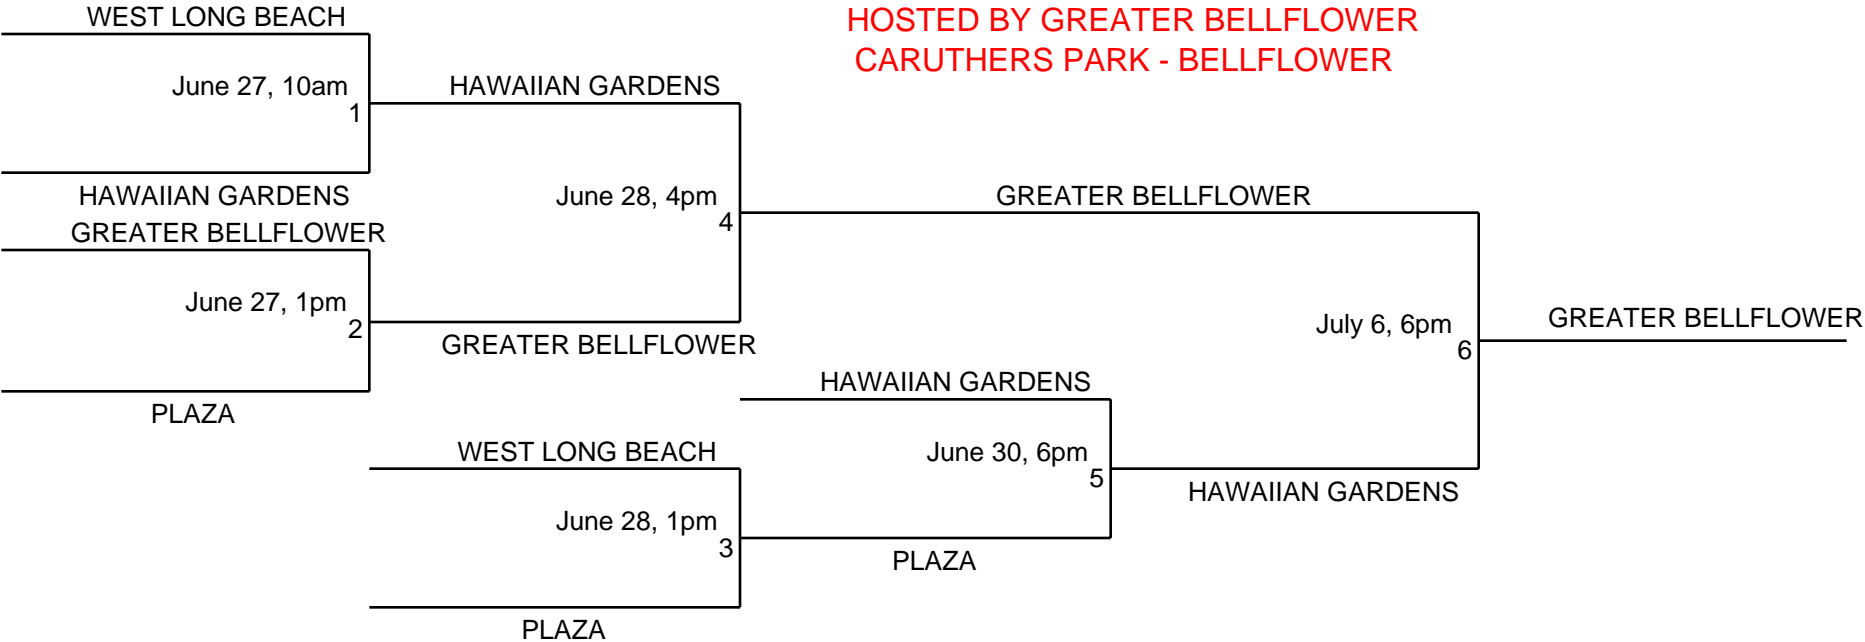 WEST LONG BEACH
HOSTED BY GREATER BELLFLOWER
CARUTHERS PARK - BELLFLOWER
June 27, 10am
1
HAWAIIAN GARDENS
HAWAIIAN GARDENS
GREATER BELLFLOWER
June 28, 4pm
4
GREATER BELLFLOWER
June 27, 1pm
2
GREATER BELLFLOWER
PLAZA
July 6, 6pm
6
GREATER BELLFLOWER
HAWAIIAN GARDENS
WEST LONG BEACH
June 30, 6pm
5
HAWAIIAN GARDENS
June 28, 1pm
3
PLAZA
PLAZA